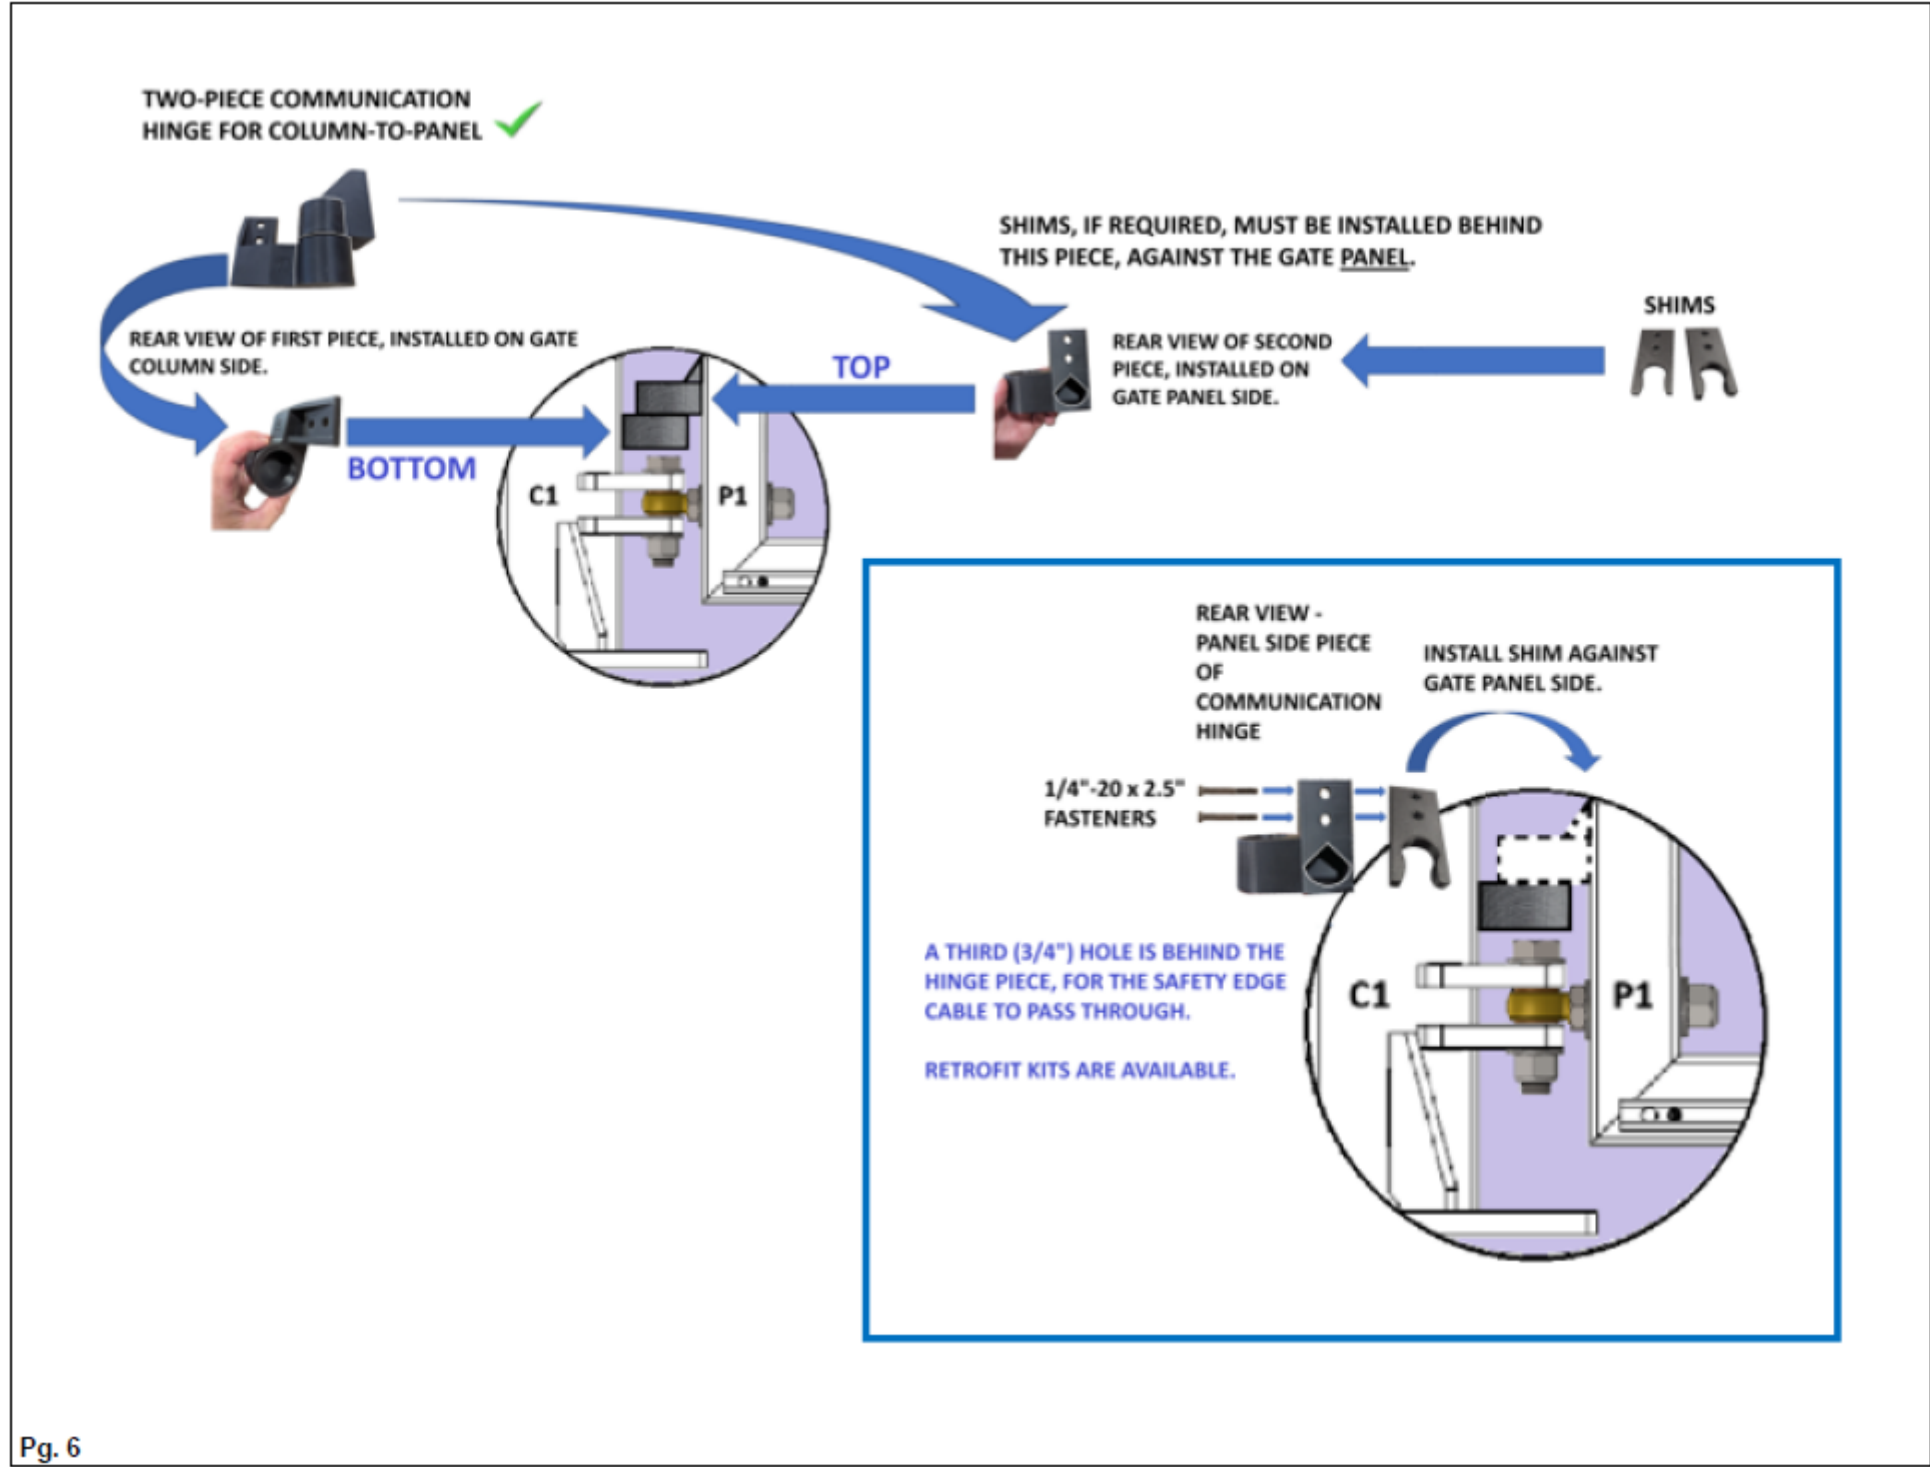 TWO-PIECE COMMUNICATION
HINGE FOR COLUMN-TO-PANEL
SHIMS, IF REQUIRED, MUST BE INSTALLED BEHIND
THIS PIECE, AGAINST THE GATE PANEL.
SHIMS
REAR VIEW OF FIRST PIECE, INSTALLED ON GATE
COLUMN SIDE.
TOP
REAR VIEW OF SECOND
PIECE, INSTALLED ON
GATE PANEL SIDE.
BOTTOM
C1
P1
REAR VIEW -
PANEL SIDE PIECE
OF
COMMUNICATION
HINGE
INSTALL SHIM AGAINST
GATE PANEL SIDE.
1/4"-20 x 2.5"
FASTENERS
A THIRD (3/4") HOLE IS BEHIND THE
HINGE PIECE, FOR THE SAFETY EDGE
CABLE TO PASS THROUGH.
RETROFIT KITS ARE AVAILABLE.
C1
P1
Pg. 6